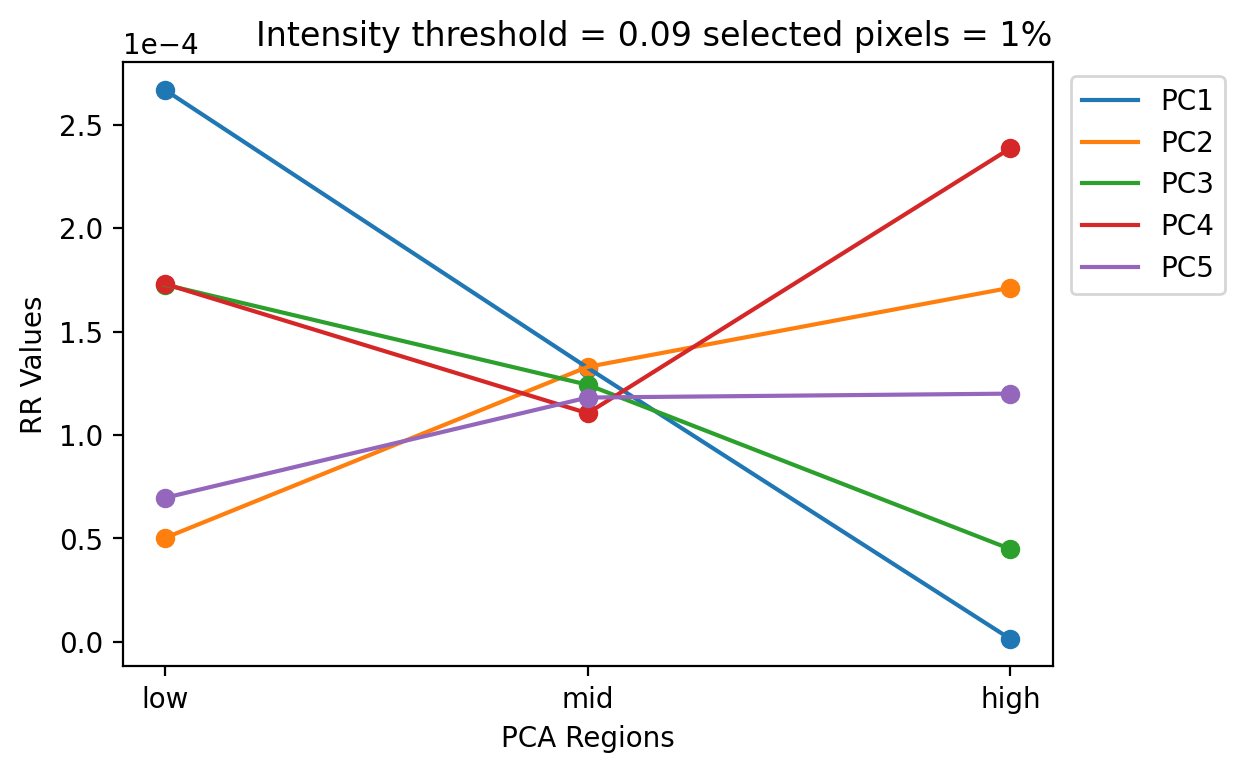 Intensity threshold = 0.09 selected pixels = 1%
1e−4
2.5
2.0
1.5
1.0
0.5
0.0
RR Values
low mid high
PCA Regions
PC1
PC2
PC3
PC4
PC5